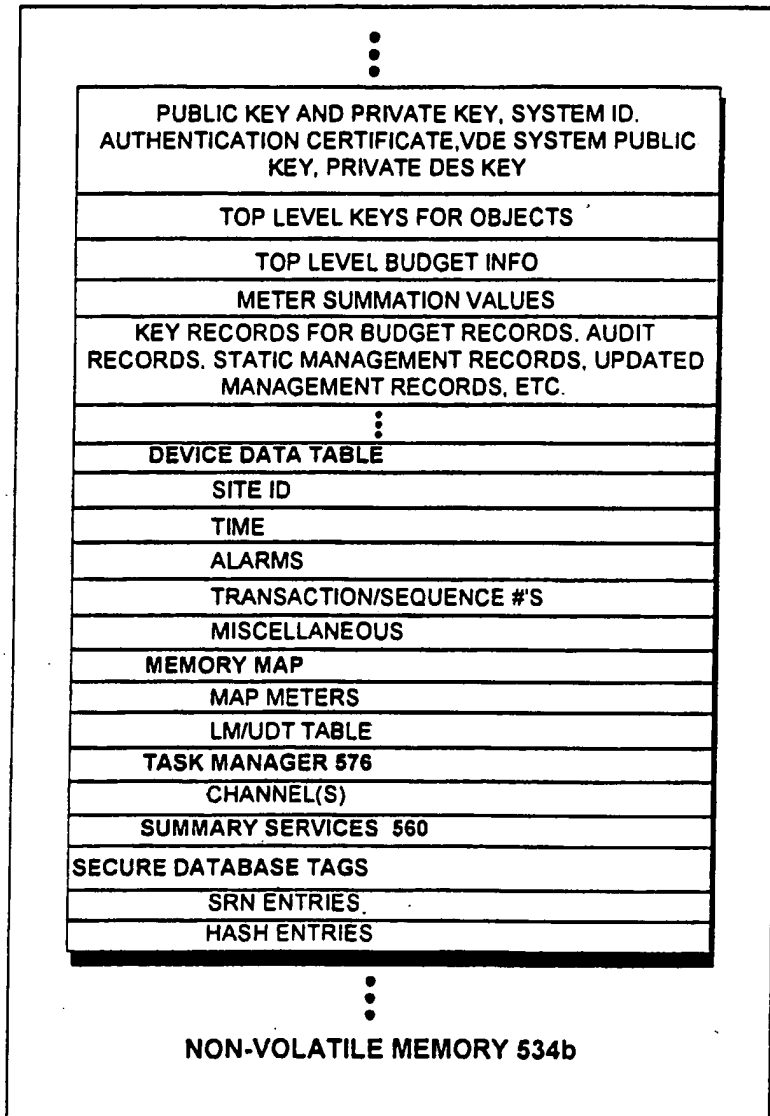 PUBLIC KEY AND PRIVATE KEY, SYSTEM ID.
AUTHENTICATION CERTIFICATE,VDE SYSTEM PUBLIC
KEY, PRIVATE DES KEY
TOP LEVEL KEYS FOR OBJECTS
TOP LEVEL BUDGET INFO
METER SUMMATION VALUES
KEY RECORDS FOR BUDGET RECORDS. AUDIT
RECORDS. STATIC MANAGEMENT RECORDS, UPDATED
MANAGEMENT RECORDS, ETC.
DEVICE DATA TABLE
SITE ID
TIME
ALARMS
TRANSACTION/SEQUENCE #'S
MISCELLANEOUS
MEMORY MAP
MAP METERS
LM/UDT TABLE
TASK MANAGER 576
CHANNEL(S)
SUMMARY SERVICES 560
SECURE DATABASE TAGS
SRN ENTRIES
HASH ENTRIES
NON-VOLATILE MEMORY 534b